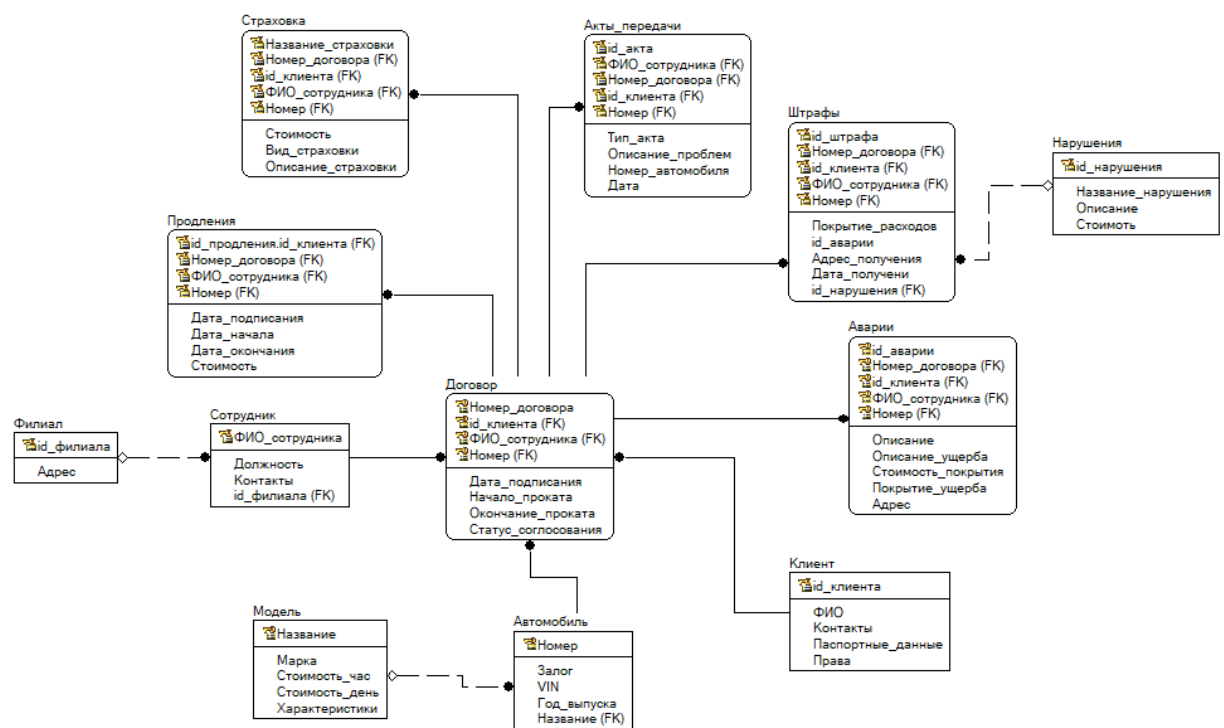 Страховка
Название_страховки
Номер_договора (FK)
id_клиента (FK)
ФИО_сотрудника (FK)
Номер (FK)
Стоимость
Вид_страховки
Описание_страховки
Акты_передачи
id_акта
ФИО_сотрудника (FK)
Номер_договора (FK)
id_клиента (FK)
Номер (FK)
Тип_акта
Описание_проблем
Номер_автомобиля
Дата
Штрафы
id_штрафа
Номер_договора (FK)
id_клиента (FK)
ФИО_сотрудника (FK)
Номер (FK)
Покрытие_расходов
id_аварии
Адрес_получения
Дата_получени
id_нарушения (FK)
Нарушения
id_нарушения
Название_нарушения
Описание
Стоимоть
Продления
id_продления.id_клиента (FK)
Номер_договора (FK)
ФИО_сотрудника (FK)
Номер (FK)
Дата_подписания
Дата_начала
Дата_окончания
Стоимость
Аварии
id_аварии
Номер_договора (FK)
id_клиента (FK)
ФИО_сотрудника (FK)
Номер (FK)
Описание
Описание_ущерба
Стоимость_покрытия
Покрытие_ущерба
Адрес
Филиал
id_филиала
Адрес
Сотрудник
ФИО_сотрудника
Должность
Контакты
id_филиала (FK)
Договор
Номер_договора
id_клиента (FK)
ФИО_сотрудника (FK)
Номер (FK)
Дата_подписания
Начало_проката
Окончание_проката
Статус_соглосования
Клиент
id_клиента
ФИО
Контакты
Паспортные_данные
Права
Модель
Название
Марка
Стоимость_час
Стоимость_день
Характеристики
Автомобиль
Номер
Залог
VIN
Год_выпуска
Название (FK)